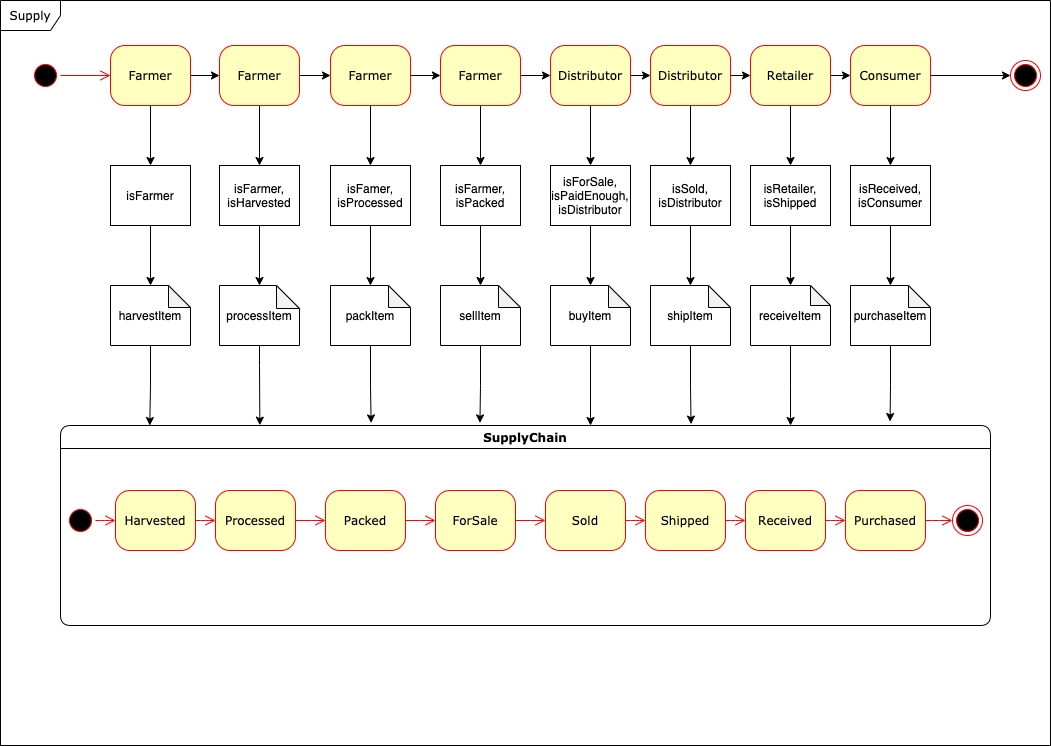 Supply
Farmer
Farmer
Farmer
Farmer
Distributor
Distributor
Retailer
Consumer
isFarmer
isFarmer,
isHarvested
isFamer,
isProcessed
isFarmer,
isPacked
isForSale,
isPaidEnough,
isDistributor
isSold,
isDistributor
isRetailer,
isShipped
isReceived,
isConsumer
harvestItem
processItem
packItem
sellItem
buyItem
shipItem
receiveItem
purchaseItem
SupplyChain
Harvested
Processed
Packed
ForSale
Sold
Shipped
Received
Purchased